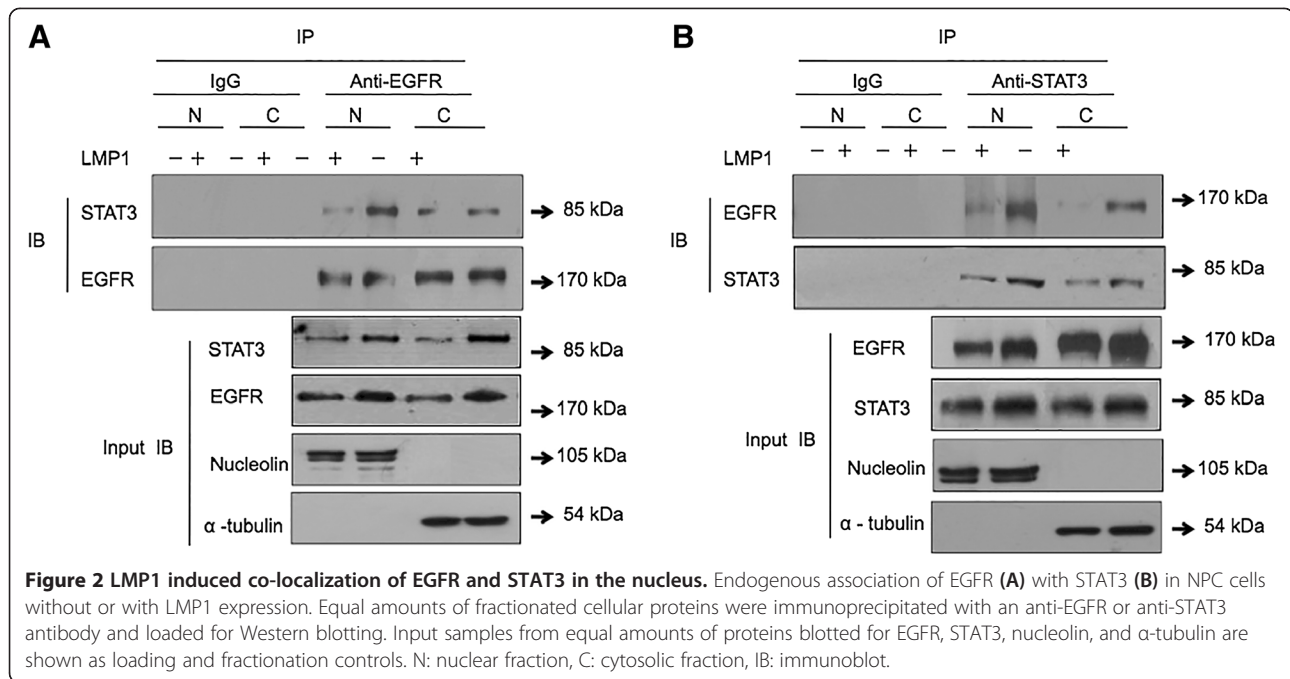 A
IP
IgG Anti-EGFR
N C N C
LMP1 − + − + − + − +
IB
STAT3 → 85 kDa
EGFR → 170 kDa
Input IB
STAT3 → 85 kDa
EGFR → 170 kDa
Nucleolin → 105 kDa
α -tubulin → 54 kDa
B
IP
IgG Anti-STAT3
N C N C
LMP1 − + − + − + − +
IB
EGFR → 170 kDa
STAT3 → 85 kDa
Input IB
EGFR → 170 kDa
STAT3 → 85 kDa
Nucleolin → 105 kDa
α - tubulin → 54 kDa
Figure 2 LMP1 induced co-localization of EGFR and STAT3 in the nucleus. Endogenous association of EGFR (A) with STAT3 (B) in NPC cells
without or with LMP1 expression. Equal amounts of fractionated cellular proteins were immunoprecipitated with an anti-EGFR or anti-STAT3
antibody and loaded for Western blotting. Input samples from equal amounts of proteins blotted for EGFR, STAT3, nucleolin, and α-tubulin are
shown as loading and fractionation controls. N: nuclear fraction, C: cytosolic fraction, IB: immunoblot.